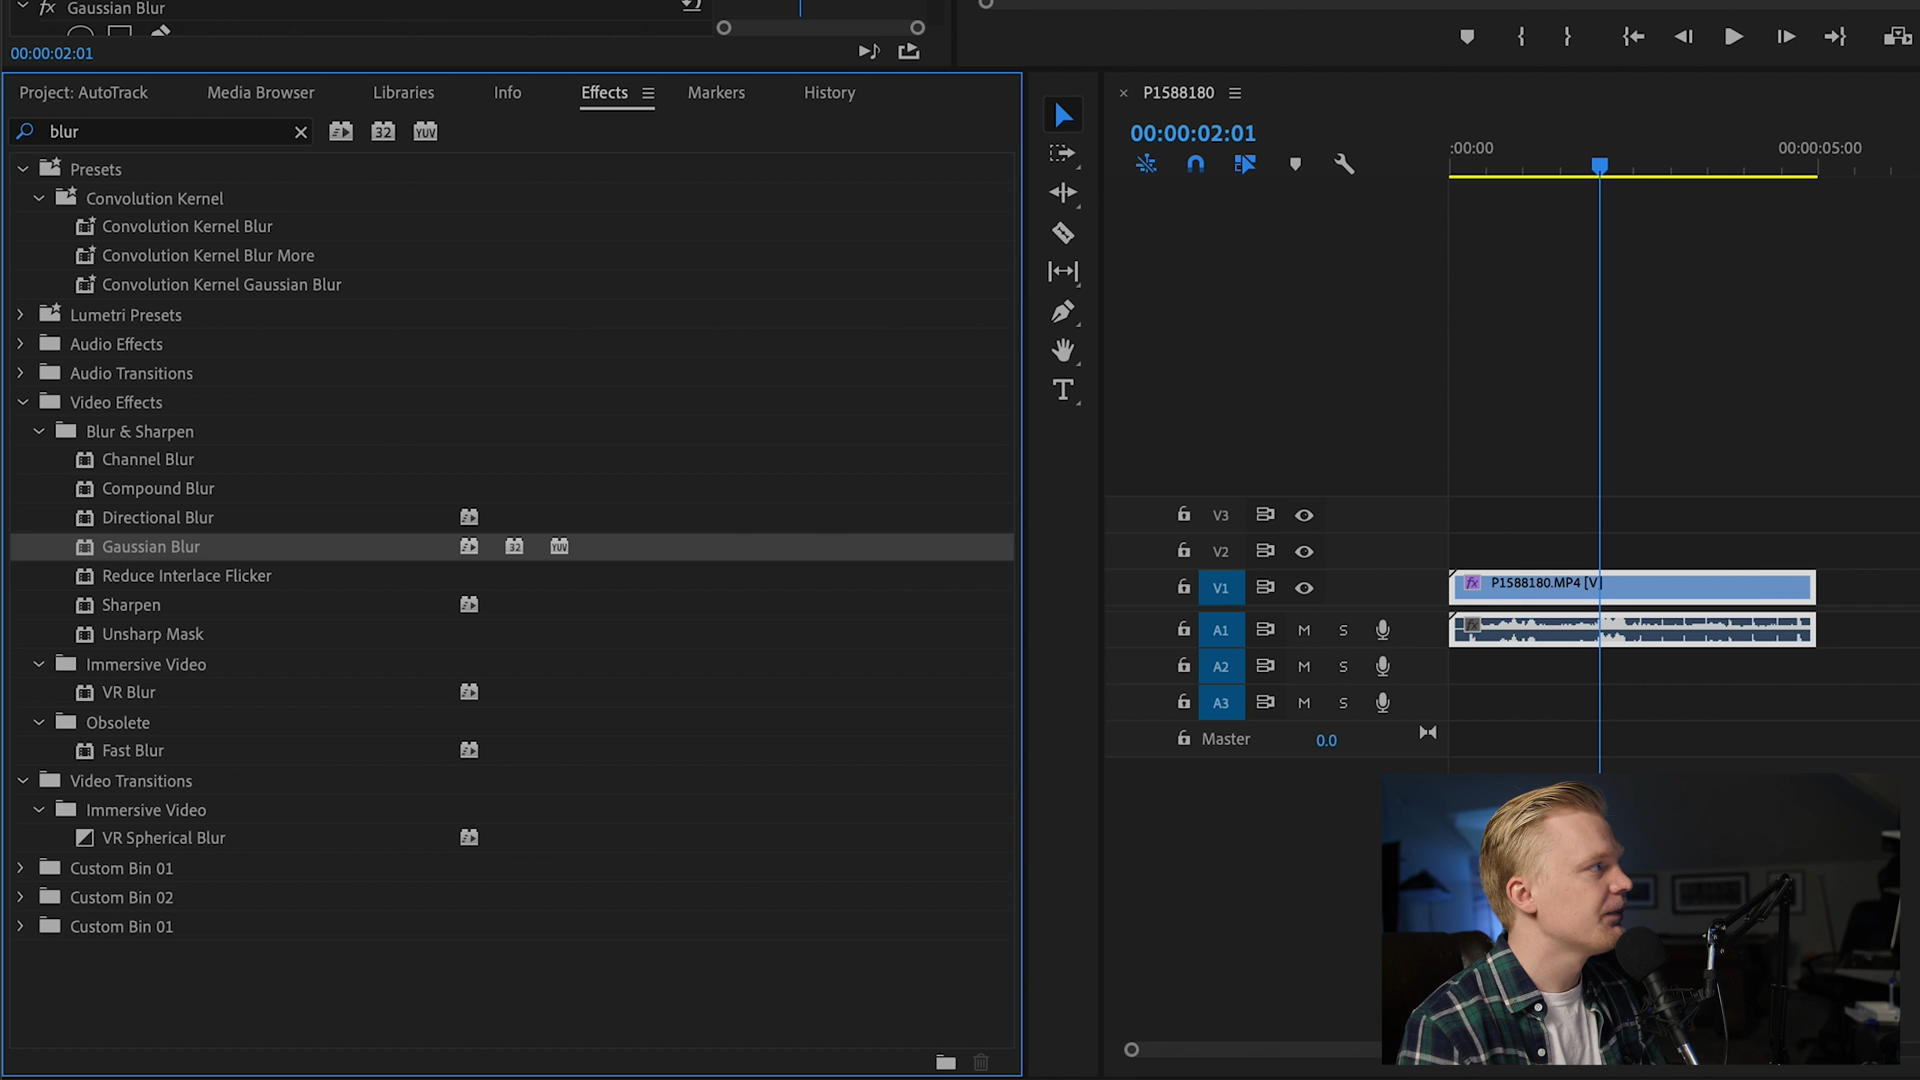 fx Gaussian Blur
00:00:02:01
Project: AutoTrack Media Browser Libraries Info Effects Markers History
blur 32 YUV
Presets
Convolution Kernel
Convolution Kernel Blur
Convolution Kernel Blur More
Convolution Kernel Gaussian Blur
Lumetri Presets
Audio Effects
Audio Transitions
Video Effects
Blur & Sharpen
Channel Blur
Compound Blur
Directional Blur
Gaussian Blur 32 YUV
Reduce Interlace Flicker
Sharpen
Unsharp Mask
Immersive Video
VR Blur
Obsolete
Fast Blur
Video Transitions
Immersive Video
VR Spherical Blur
Custom Bin 01
Custom Bin 02
Custom Bin 01
T
× P1588180
00:00:02:01
:00:00 00:00:05:00
V3
V2
V1 fx P1588180.MP4 [V]
A1 M S fx
A2 M S
A3 M S
Master 0.0